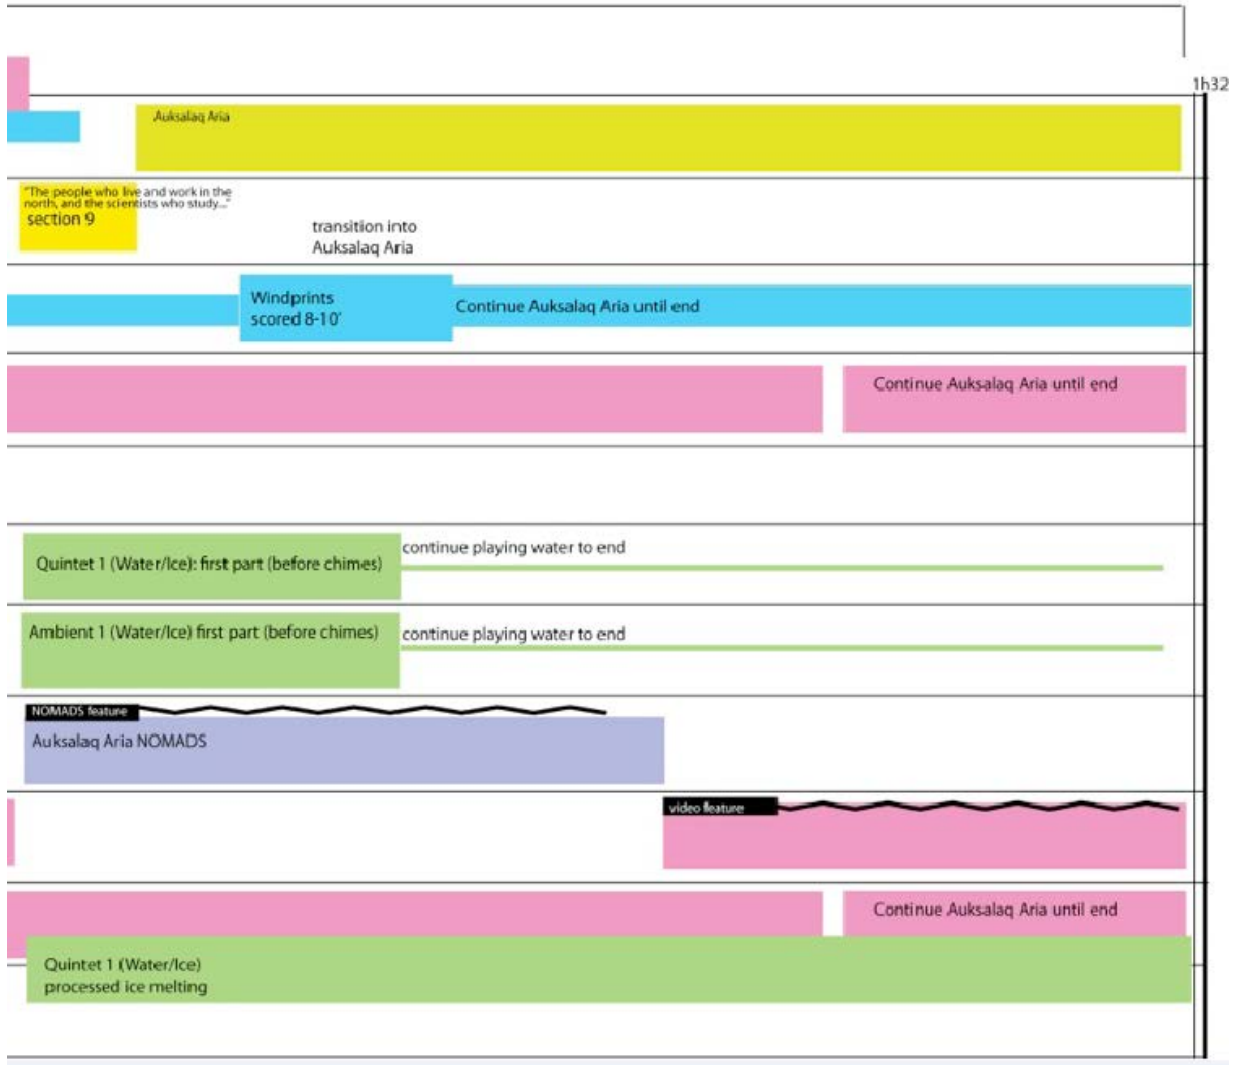 1h32
Auksalaq Aria
"The people who live and work in the
north, and the scientists who study..."
section 9
transition into
Auksalaq Aria
Windprints
scored 8-10'
Continue Auksalaq Aria until end
Continue Auksalaq Aria until end
Quintet 1 (Water/Ice): first part (before chimes)
continue playing water to end
Ambient 1 (Water/Ice) first part (before chimes)
continue playing water to end
NOMADS feature
Auksalaq Aria NOMADS
video feature
Continue Auksalaq Aria until end
Quintet 1 (Water/Ice)
processed ice melting